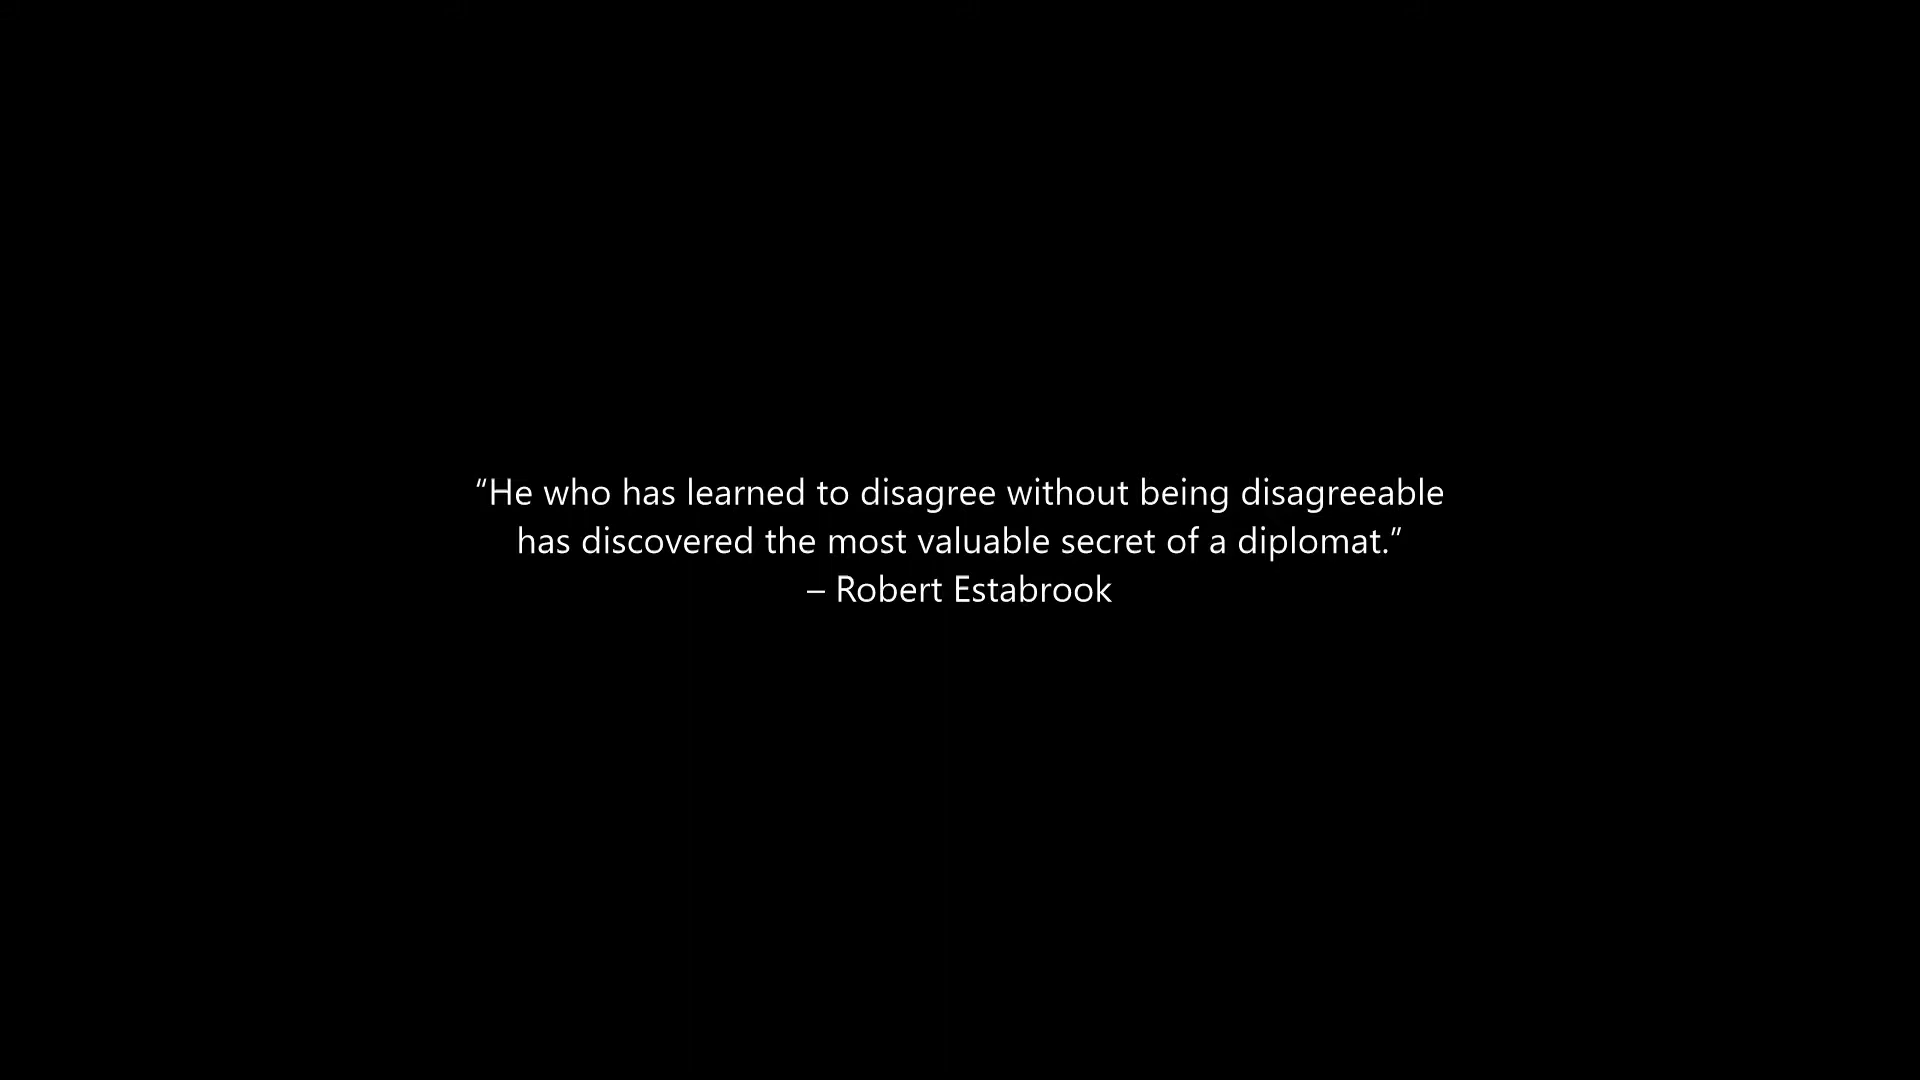 “He who has learned to disagree without being disagreeable
has discovered the most valuable secret of a diplomat.”
– Robert Estabrook